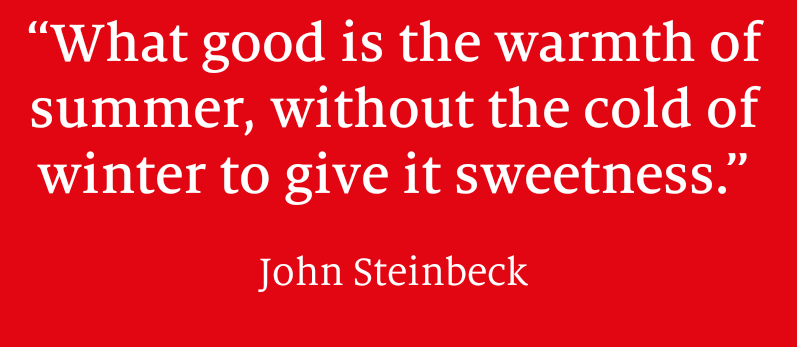 “What good is the warmth of
summer, without the cold of
winter to give it sweetness.”
John Steinbeck